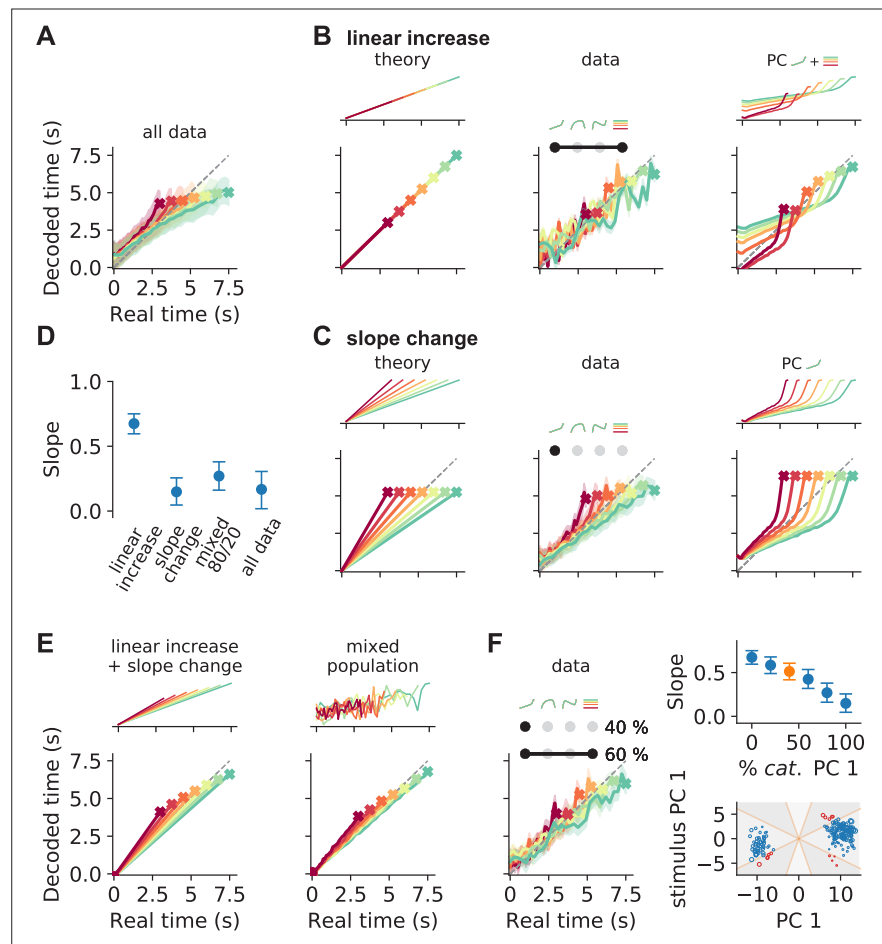 A
all data
Decoded time (s)
7.5
5.0
2.5
0.0
0 2.5 5 7.5
Real time (s)
B linear increase
theory
data
PC +
D
Slope
1.0
0.5
0.0
linear
increase
slope
change
mixed
80/20
all data
C slope change
theory
data
PC
E
linear increase
+ slope change
mixed
population
Decoded time (s)
7.5
5.0
2.5
0.0
0 2.5 5 7.5
Real time (s)
0 2.5 5 7.5
Real time (s)
F
data
40 %
60 %
0 2.5 5 7.5
Real time (s)
Slope
0.5
0.0
0 50 100
% cat. PC 1
stimulus PC 1
5
0
−5
−10 0 10
PC 1